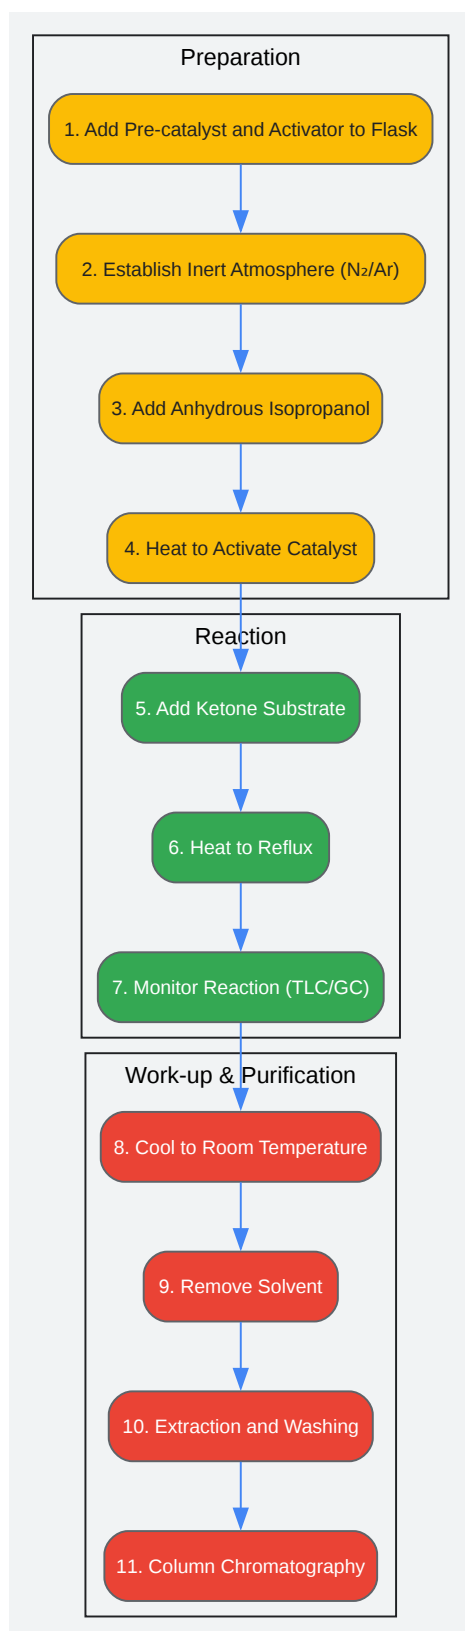 Preparation
1. Add Pre-catalyst and Activator to Flask
2. Establish Inert Atmosphere (N₂/Ar)
3. Add Anhydrous Isopropanol
4. Heat to Activate Catalyst
Reaction
5. Add Ketone Substrate
6. Heat to Reflux
7. Monitor Reaction (TLC/GC)
Work-up & Purification
8. Cool to Room Temperature
9. Remove Solvent
10. Extraction and Washing
11. Column Chromatography